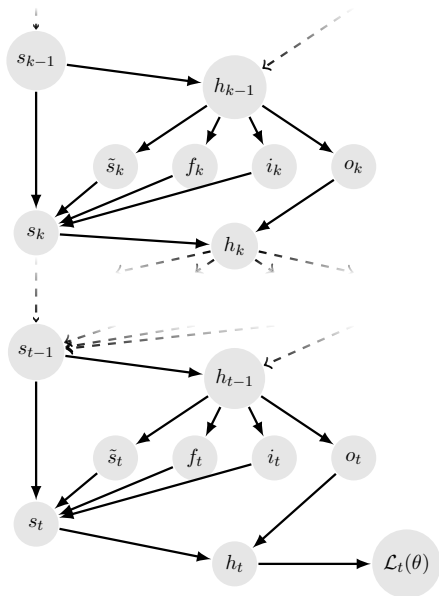 s_{k−1}
h_{k−1}
s̃_k f_k i_k o_k
s_k
h_k
s_{t−1}
h_{t−1}
s̃_t f_t i_t o_t
s_t
h_t ℒ_t(θ)